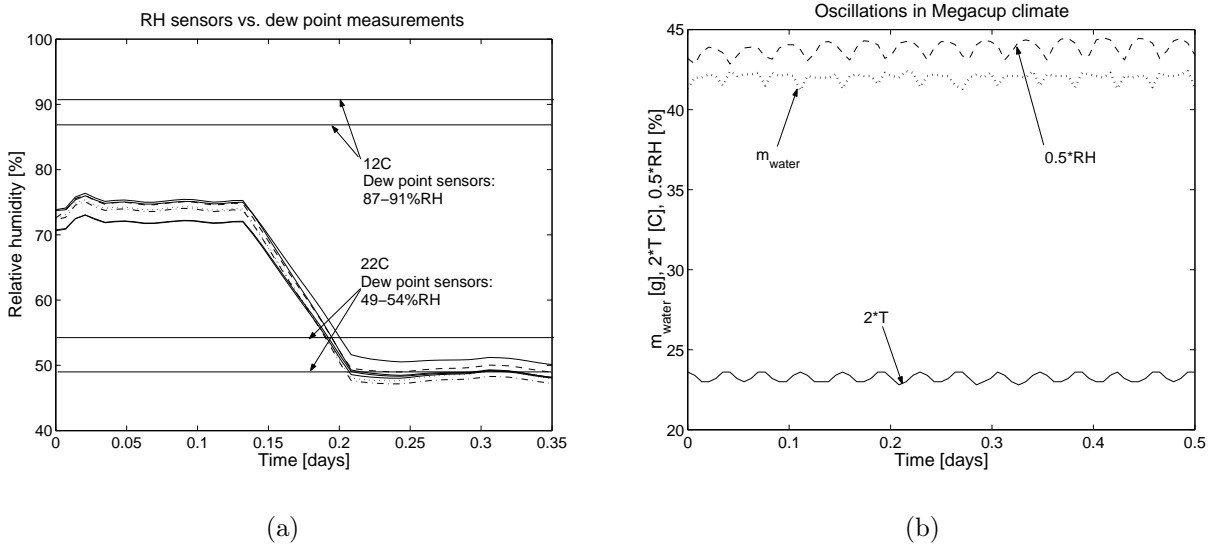 RH sensors vs. dew point measurements
100
90
80
70
60
50
40
Relative humidity [%]
12C
Dew point sensors:
87−91%RH
22C
Dew point sensors:
49−54%RH
0
0.05
0.1
0.15
0.2
0.25
0.3
0.35
Time [days]
(a)
Oscillations in Megacup climate
45
40
35
30
25
20
m_water [g], 2*T [C], 0.5*RH [%]
m_water
0.5*RH
2*T
0
0.1
0.2
0.3
0.4
0.5
Time [days]
(b)